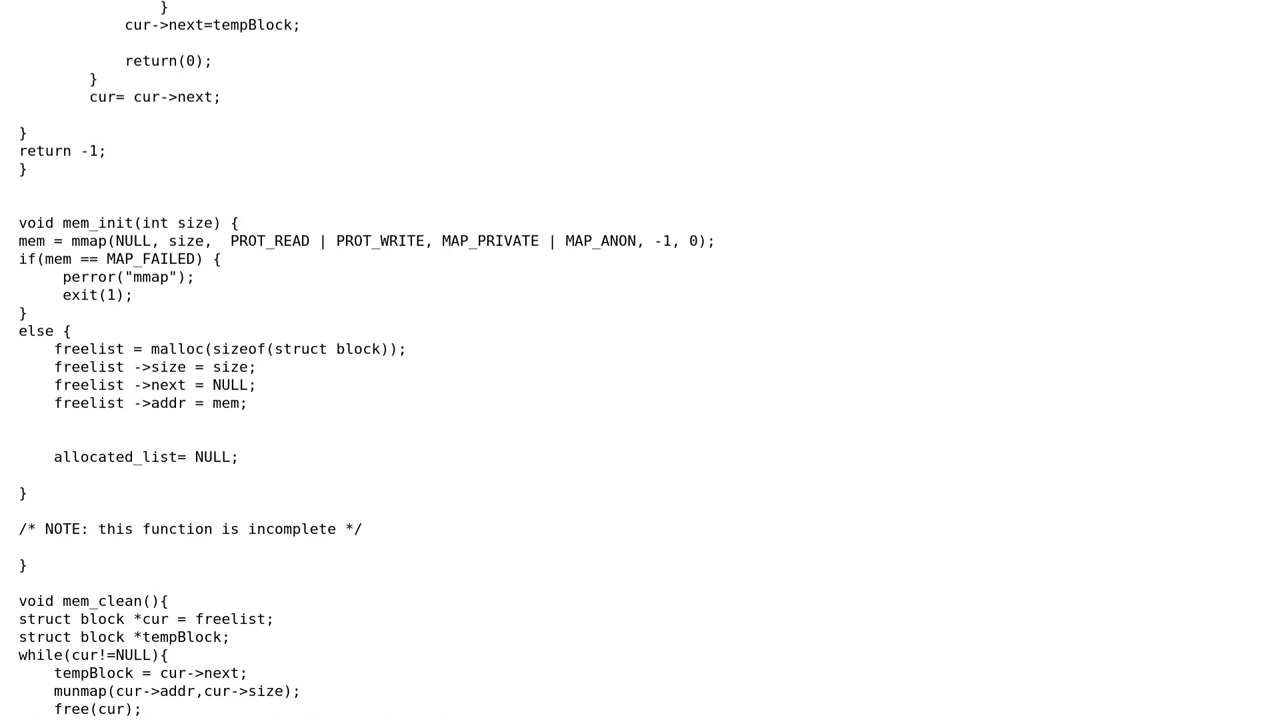 }
            cur->next=tempBlock;

            return(0);
        }
        cur= cur->next;

}
return -1;
}


void mem_init(int size) {
mem = mmap(NULL, size,  PROT_READ | PROT_WRITE, MAP_PRIVATE | MAP_ANON, -1, 0);
if(mem == MAP_FAILED) {
     perror("mmap");
     exit(1);
}
else {
    freelist = malloc(sizeof(struct block));
    freelist ->size = size;
    freelist ->next = NULL;
    freelist ->addr = mem;


    allocated_list= NULL;

}

/* NOTE: this function is incomplete */

}

void mem_clean(){
struct block *cur = freelist;
struct block *tempBlock;
while(cur!=NULL){
    tempBlock = cur->next;
    munmap(cur->addr,cur->size);
    free(cur);